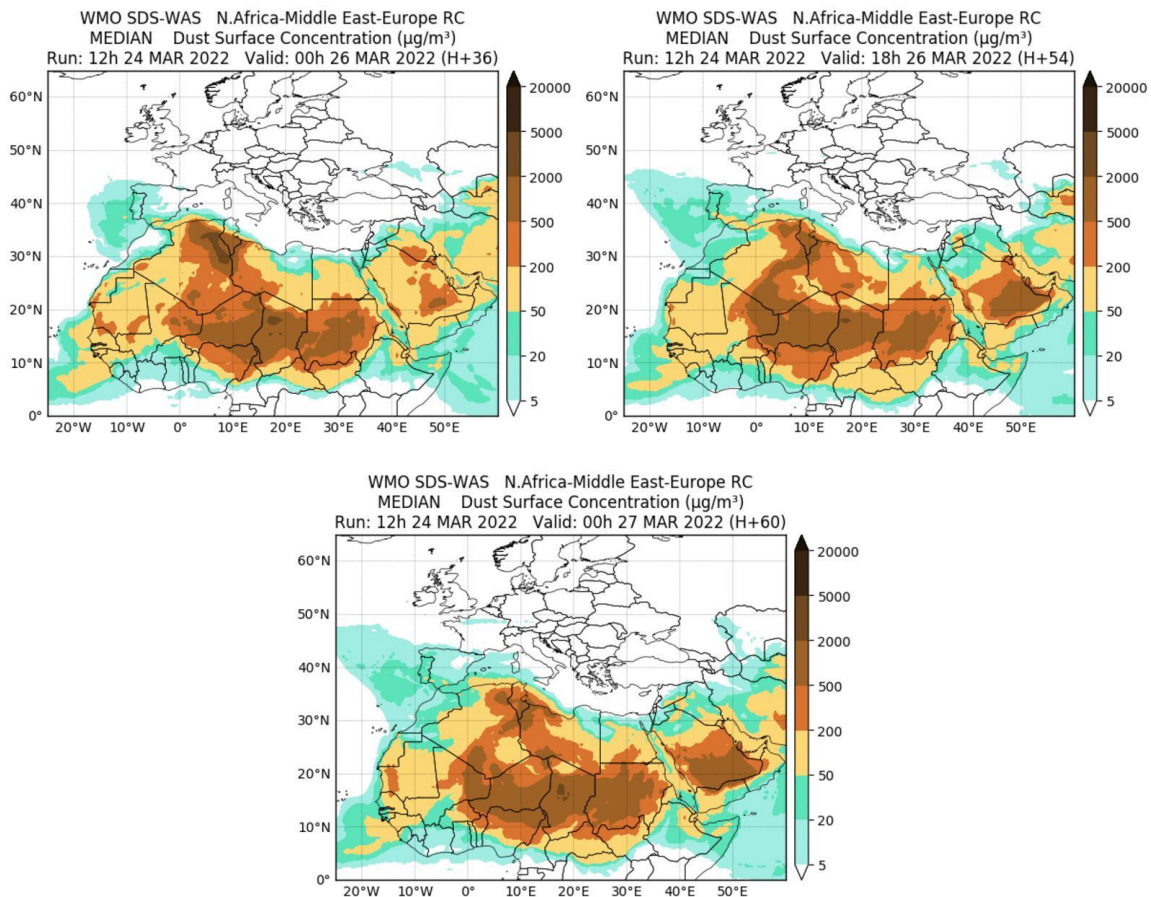 WMO SDS-WAS N.Africa-Middle East-Europe RC
MEDIAN Dust Surface Concentration (µg/m³)
Run: 12h 24 MAR 2022 Valid: 00h 26 MAR 2022 (H+36)
60°N
50°N
40°N
30°N
20°N
10°N
0°
20°W 10°W 0° 10°E 20°E 30°E 40°E 50°E
20000
5000
2000
500
200
50
20
5
WMO SDS-WAS N.Africa-Middle East-Europe RC
MEDIAN Dust Surface Concentration (µg/m³)
Run: 12h 24 MAR 2022 Valid: 18h 26 MAR 2022 (H+54)
60°N
50°N
40°N
30°N
20°N
10°N
0°
20°W 10°W 0° 10°E 20°E 30°E 40°E 50°E
20000
5000
2000
500
200
50
20
5
WMO SDS-WAS N.Africa-Middle East-Europe RC
MEDIAN Dust Surface Concentration (µg/m³)
Run: 12h 24 MAR 2022 Valid: 00h 27 MAR 2022 (H+60)
60°N
50°N
40°N
30°N
20°N
10°N
0°
20°W 10°W 0° 10°E 20°E 30°E 40°E 50°E
20000
5000
2000
500
200
50
20
5